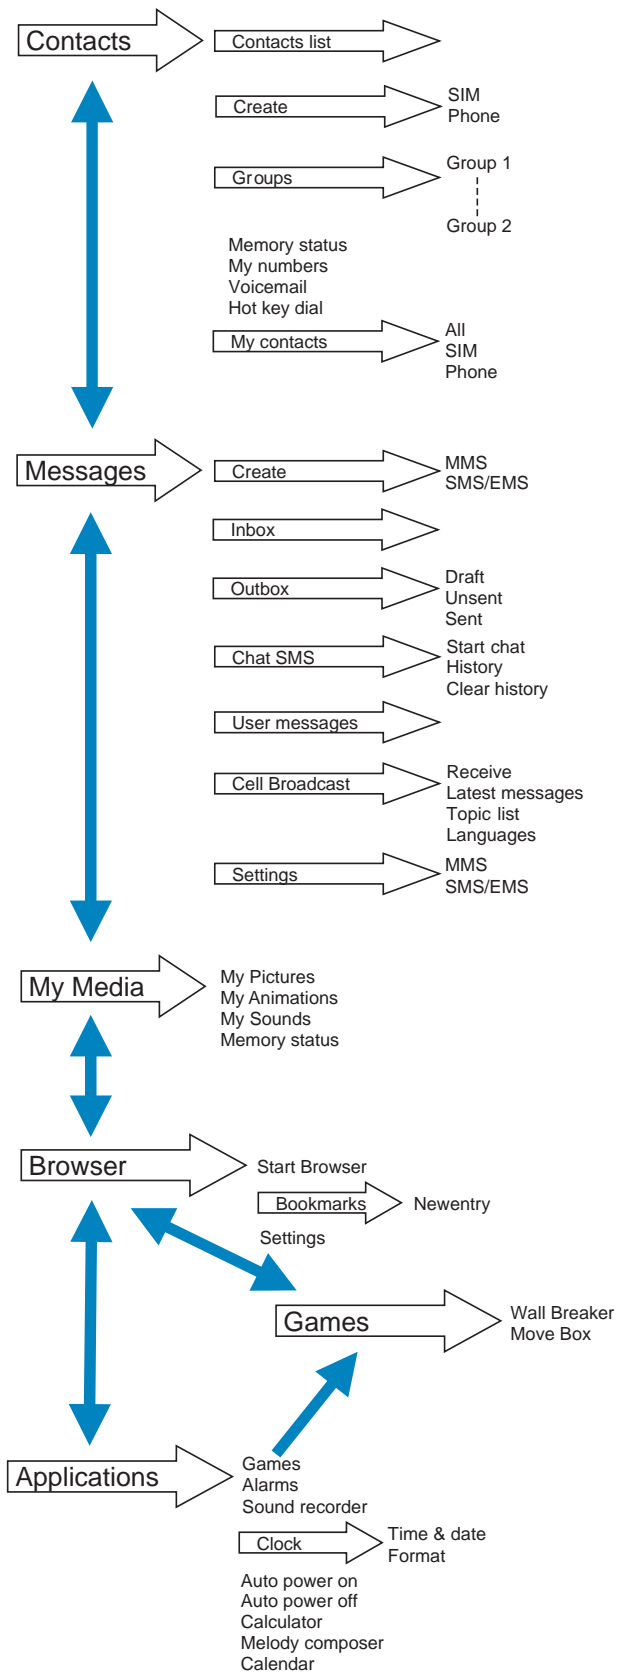 Contacts
Contacts list
Create
SIM
Phone
Groups
Group 1
Group 2
Memory status
My numbers
Voicemail
Hot key dial
My contacts
All
SIM
Phone
Messages
Create
MMS
SMS/EMS
Inbox
Outbox
Draft
Unsent
Sent
Chat SMS
Start chat
History
Clear history
User messages
Cell Broadcast
Receive
Latest messages
Topic list
Languages
Settings
MMS
SMS/EMS
My Media
My Pictures
My Animations
My Sounds
Memory status
Browser
Start Browser
Bookmarks
Newentry
Settings
Games
Wall Breaker
Move Box
Applications
Games
Alarms
Sound recorder
Clock
Time & date
Format
Auto power on
Auto power off
Calculator
Melody composer
Calendar